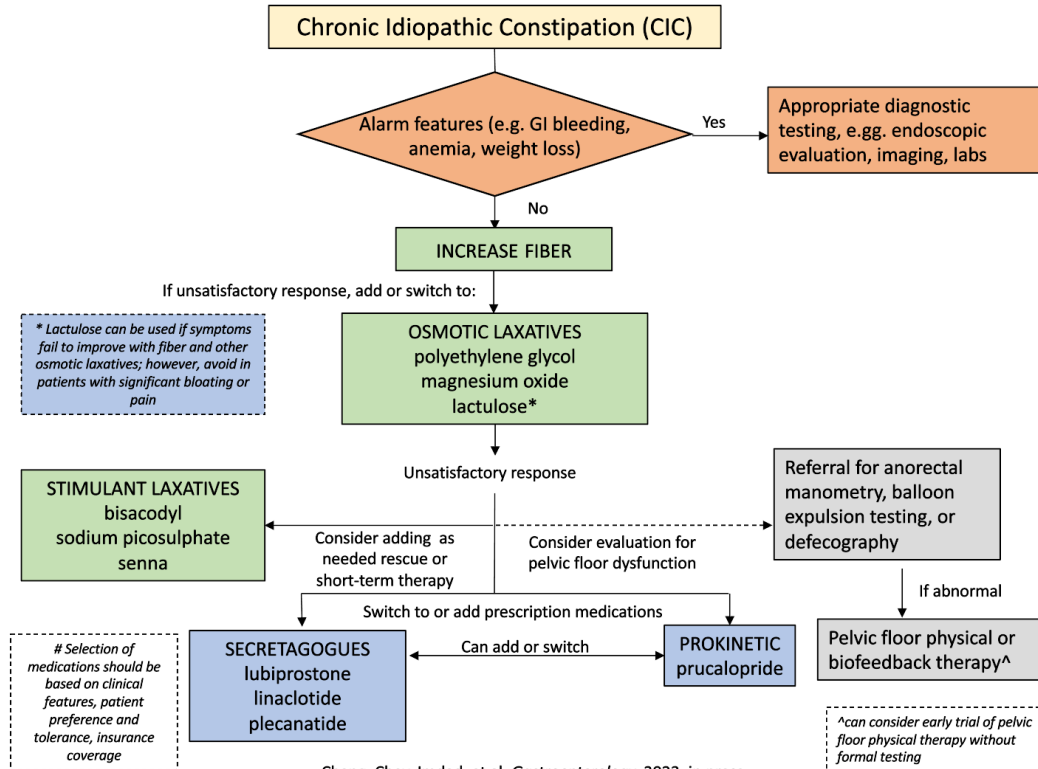 Chronic Idiopathic Constipation (CIC)
Alarm features (e.g. GI bleeding,
anemia, weight loss)
Yes
Appropriate diagnostic
testing, e.gg. endoscopic
evaluation, imaging, labs
No
INCREASE FIBER
If unsatisfactory response, add or switch to:
* Lactulose can be used if symptoms
fail to improve with fiber and other
osmotic laxatives; however, avoid in
patients with significant bloating or
pain
OSMOTIC LAXATIVES
polyethylene glycol
magnesium oxide
lactulose*
Unsatisfactory response
STIMULANT LAXATIVES
bisacodyl
sodium picosulphate
senna
Consider adding as
needed rescue or
short-term therapy
Consider evaluation for
pelvic floor dysfunction
Referral for anorectal
manometry, balloon
expulsion testing, or
defecography
If abnormal
Switch to or add prescription medications
SECRETAGOGUES
lubiprostone
linaclotide
plecanatide
Can add or switch
PROKINETIC
prucalopride
Pelvic floor physical or
biofeedback therapy^
# Selection of
medications should be
based on clinical
features, patient
preference and
tolerance, insurance
coverage
^can consider early trial of pelvic
floor physical therapy without
formal testing